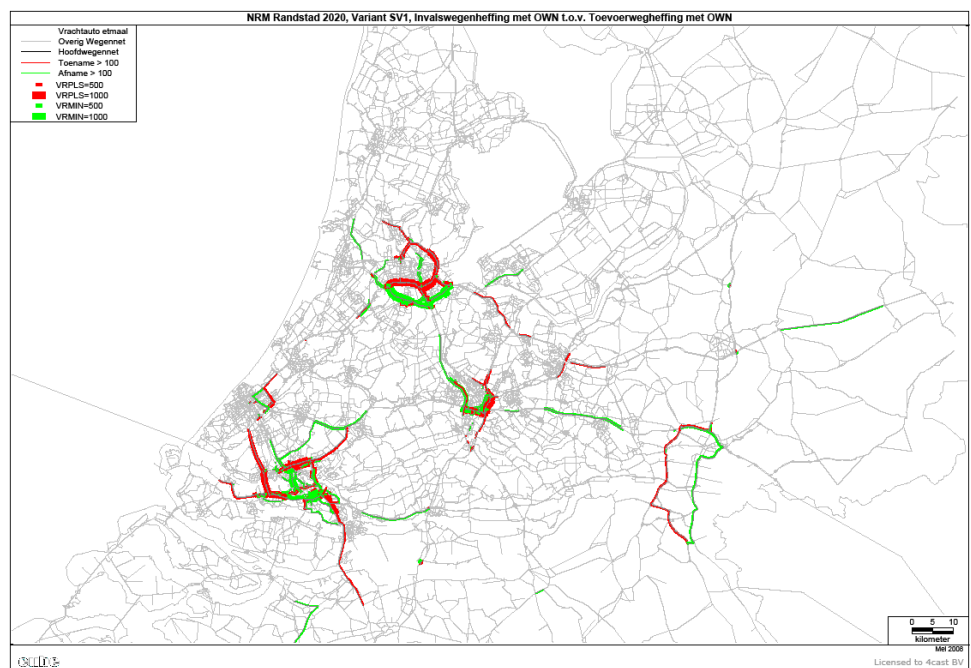 NRM Randstad 2020, Variant SV1, Invalswegenheffing met OWN t.o.v. Toevoerwegheffing met OWN
Vrachtauto etmaal
Overig Wegennet
Hoofdwegennet
Toename > 100
Afname > 100
VRPLS=500
VRPLS=1000
VRMIN=500
VRMIN=1000
0 5 10
kilometer
Mei 2008
cube
Licensed to 4cast BV